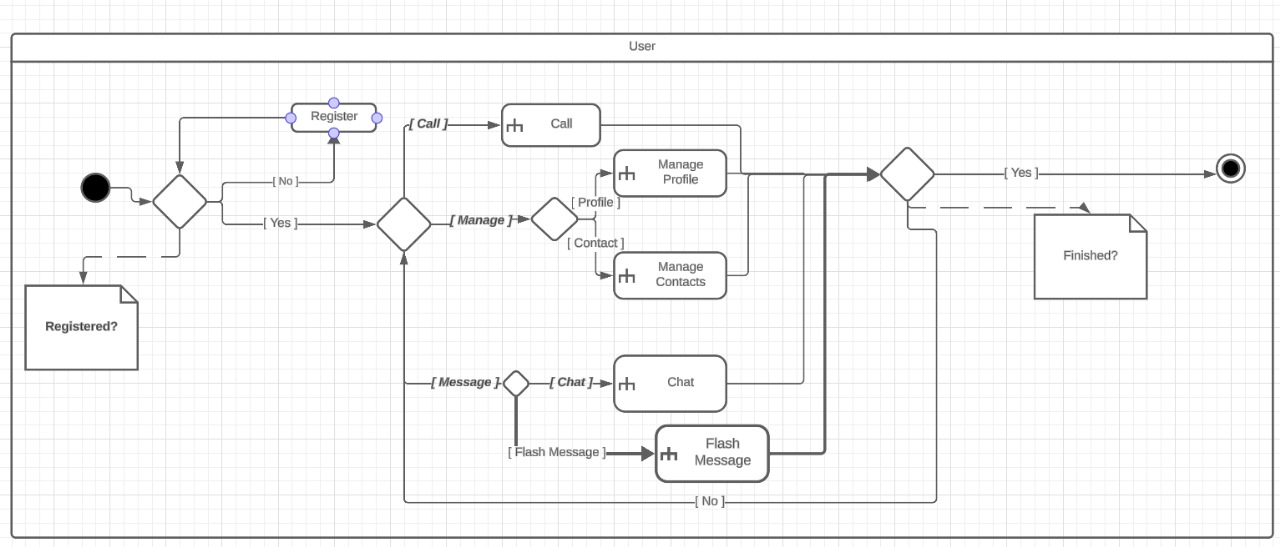 User
Register
[ Call ]
Call
Manage
Profile
[ No ]
[ Profile ]
[ Yes ]
[ Manage ]
[ Yes ]
[ Contact ]
Finished?
Manage
Contacts
Registered?
[ Message ]
[ Chat ]
Chat
[ Flash Message ]
Flash
Message
[ No ]